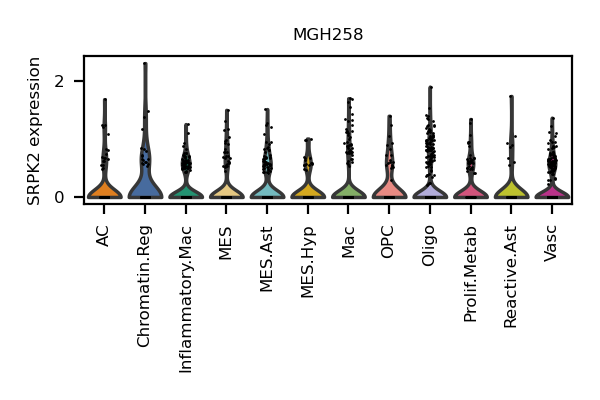 MGH258
SRPK2 expression
2
0
AC
Chromatin.Reg
Inflammatory.Mac
MES
MES.Ast
MES.Hyp
Mac
OPC
Oligo
Prolif.Metab
Reactive.Ast
Vasc